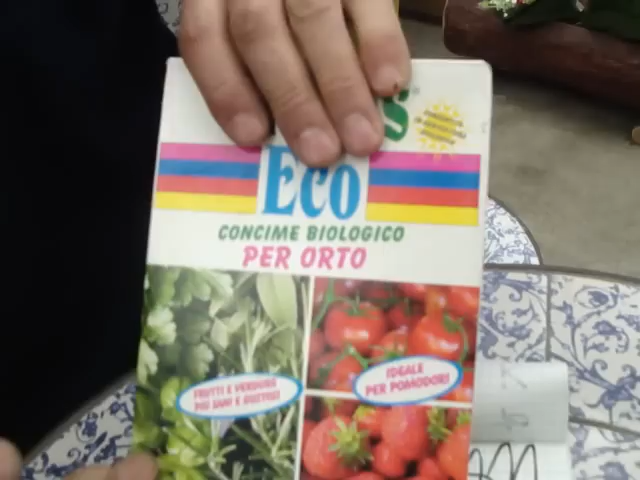 S
Eco
CONCIME BIOLOGICO
PER ORTO
FRUTTI E VERDURE
PIÙ SANI E GUSTOSI
IDEALE
PER POMODORI